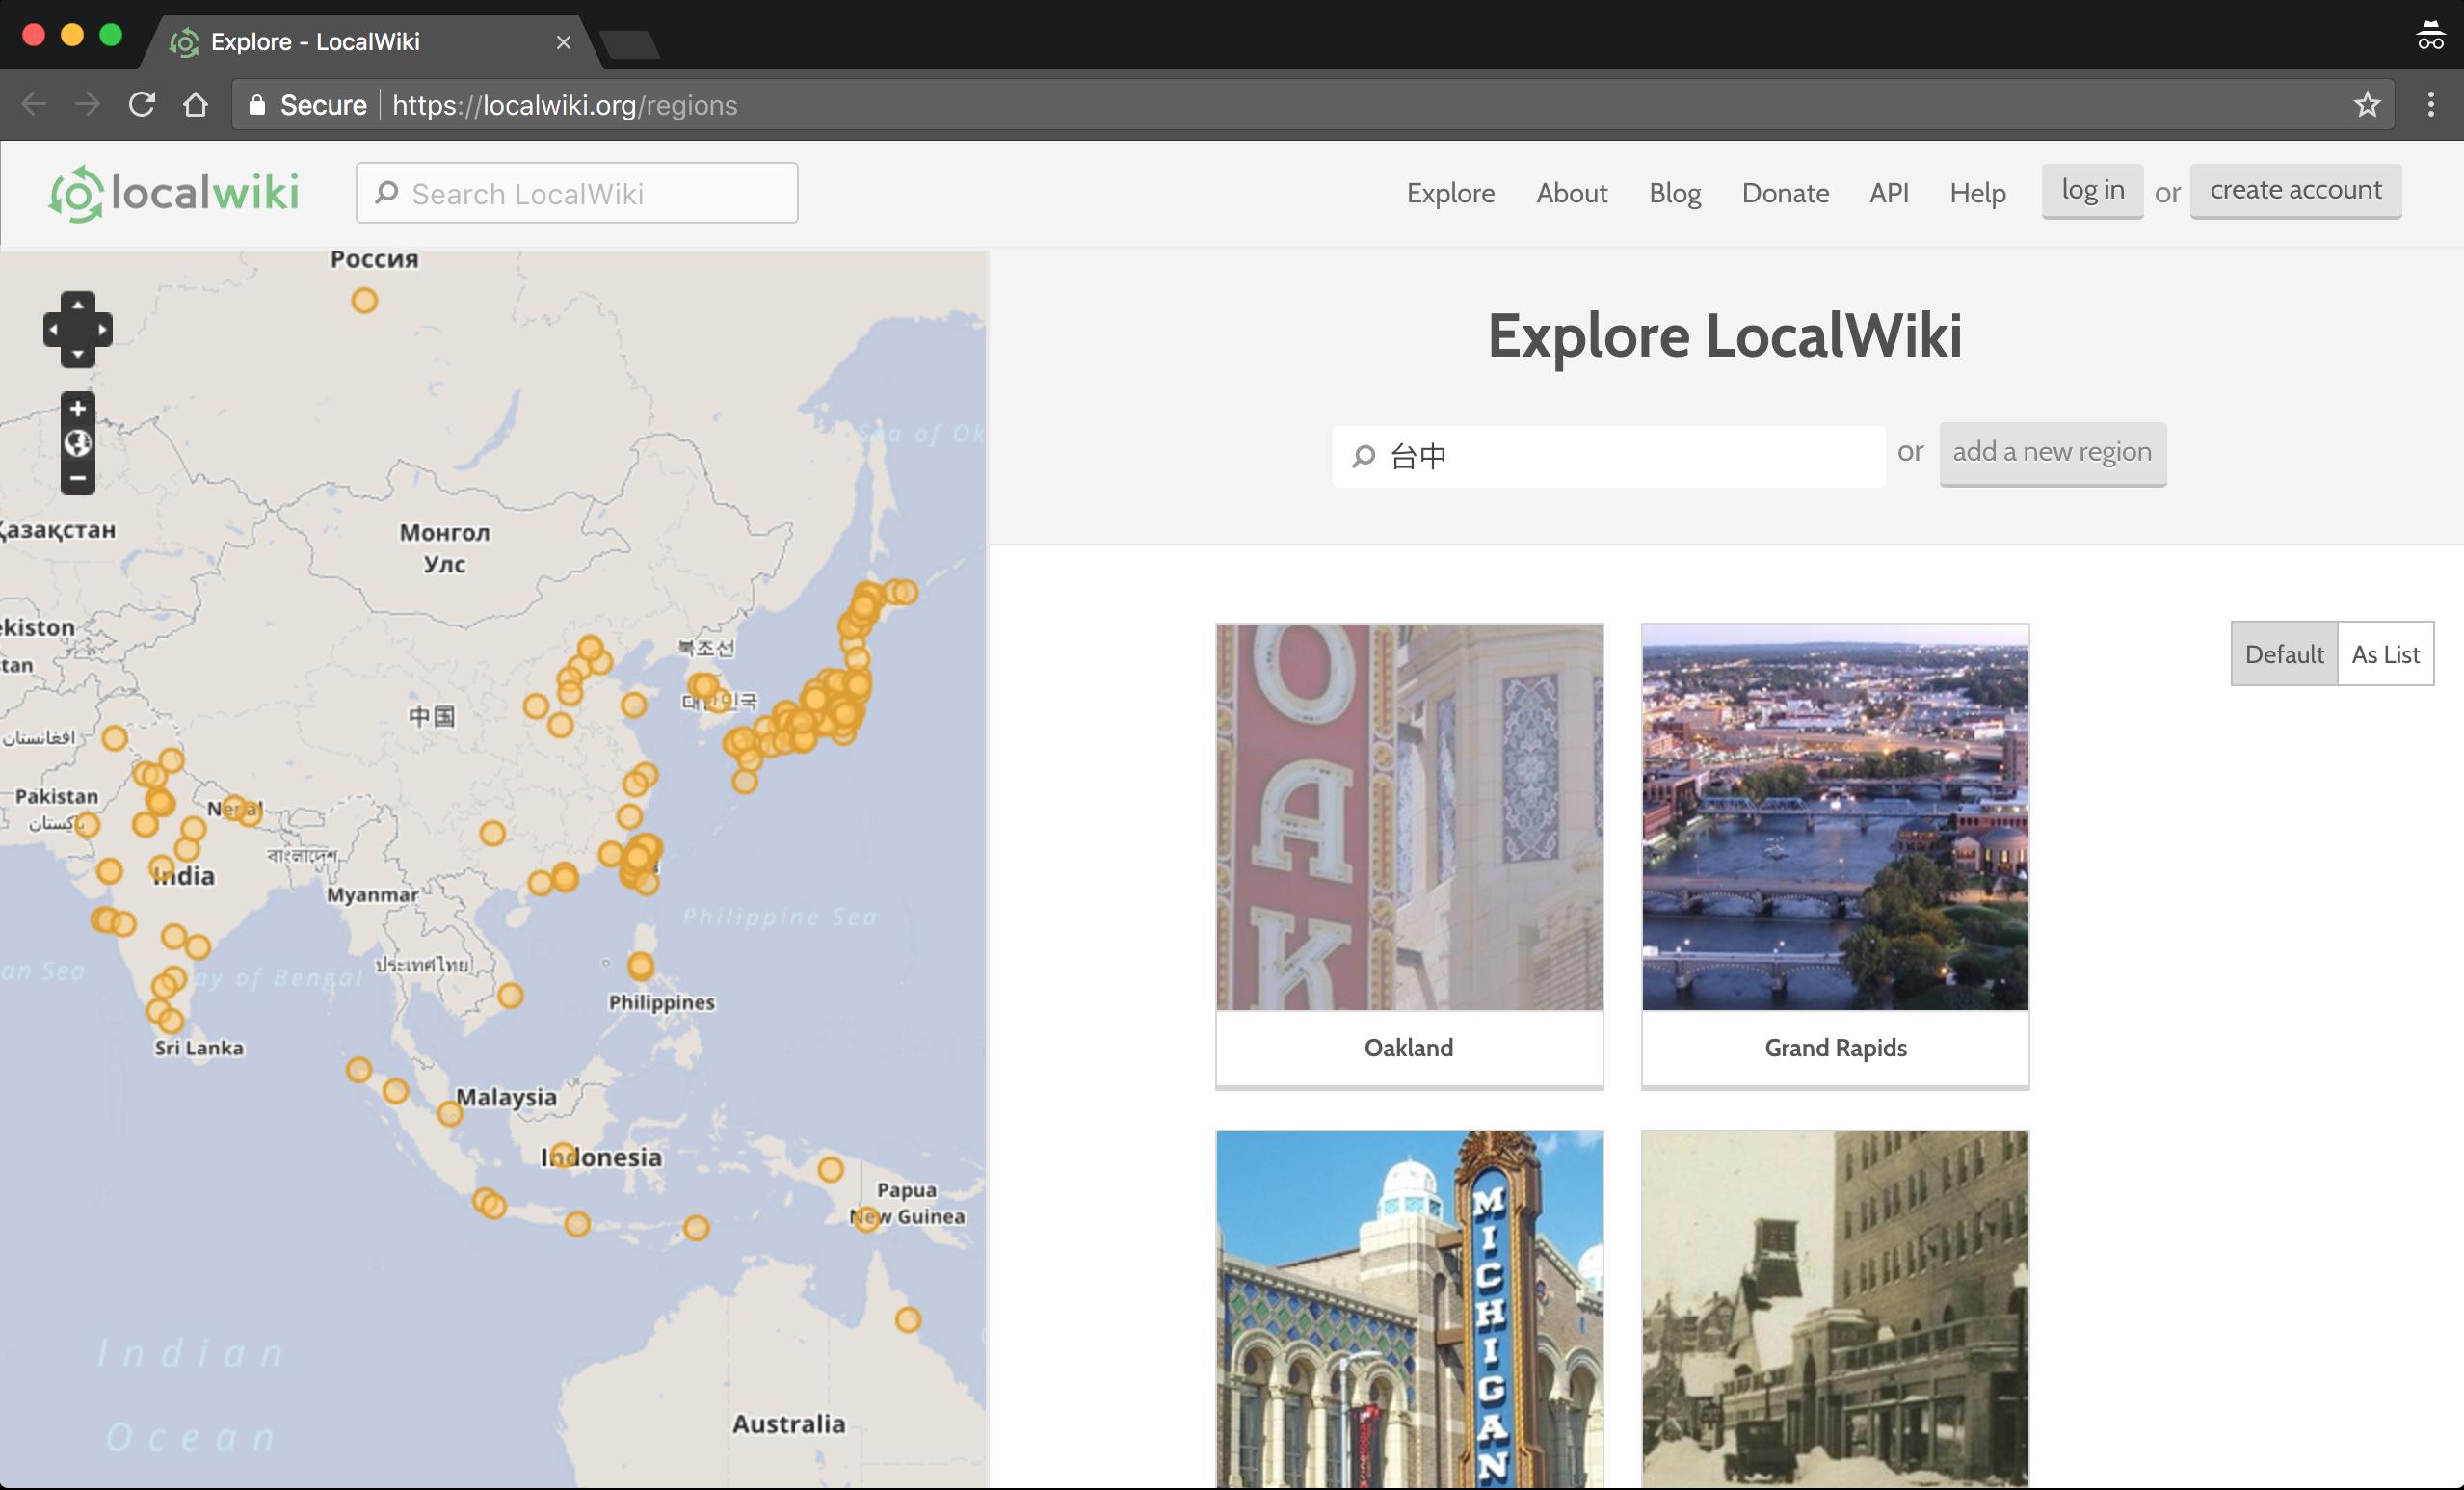 Explore - LocalWiki
Secure https://localwiki.org/regions
localwiki
Search LocalWiki
Explore About Blog Donate API Help log in or create account
Explore LocalWiki
台中 or add a new region
Default As List
OAK
Oakland
Grand Rapids
MICHIGAN
Россия
Sea of Ok
Қазақстан
Монгол
Улс
ekiston
tan
북조선
대한민국
中国
افغانستان
Pakistan
پاکستان
Nepal
বাংলাদেশ
India
Myanmar
Philippine Sea
an Sea
ay of Bengal
ประเทศไทย
Philippines
Sri Lanka
Malaysia
Indonesia
Papua
New Guinea
Indian
Ocean
Australia